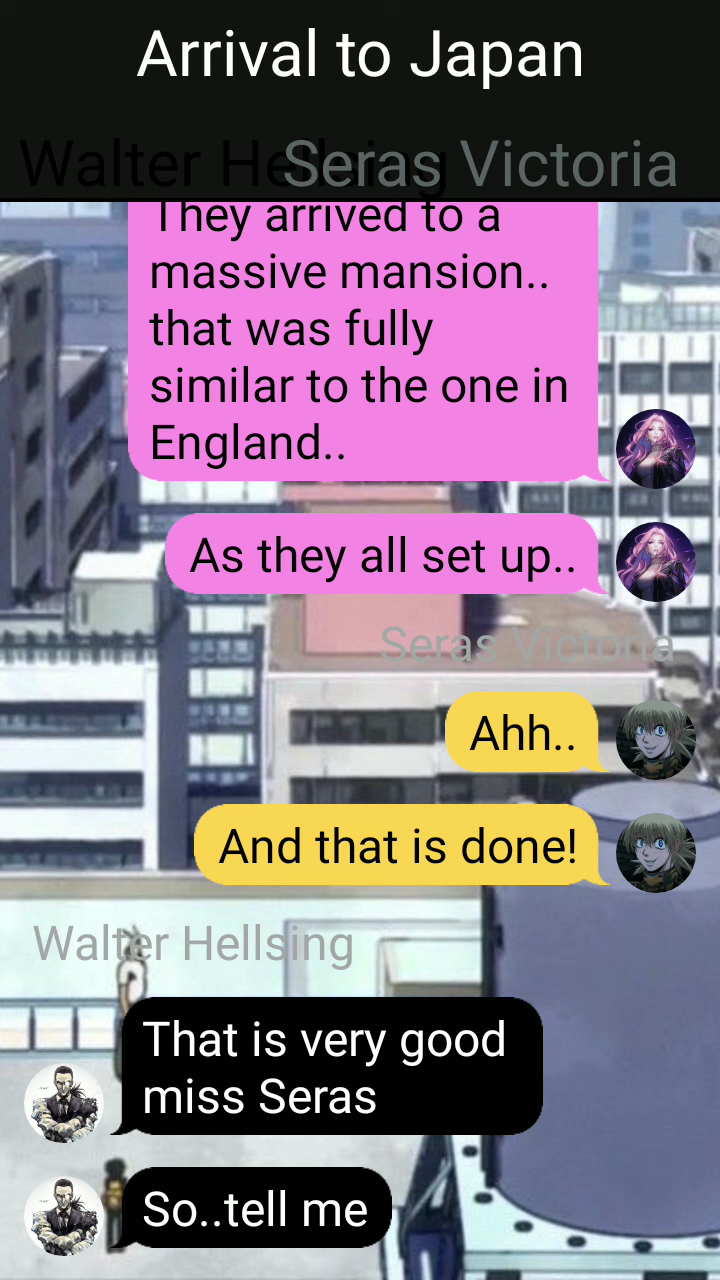 Arrival to Japan
Walter Hellsing
Seras Victoria
They arrived to a
massive mansion..
that was fully
similar to the one in
England..
As they all set up..
Seras Victoria
Ahh..
And that is done!
Walter Hellsing
That is very good
miss Seras
So..tell me